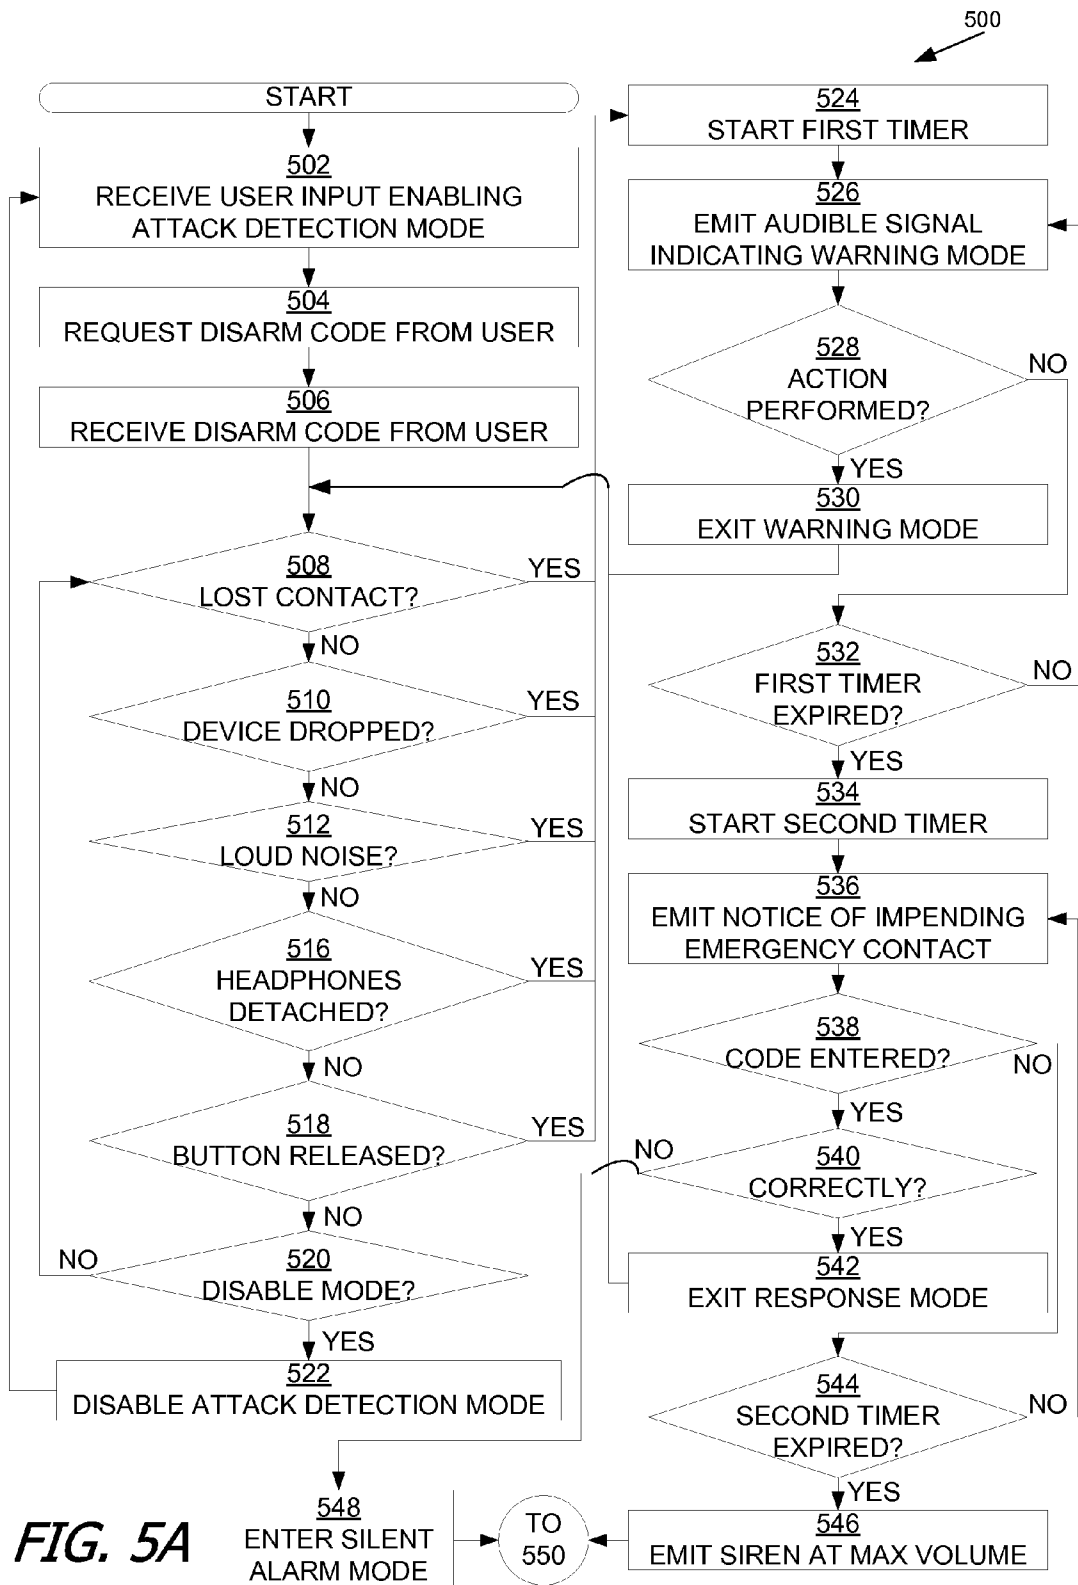 500
START
502
RECEIVE USER INPUT ENABLING
ATTACK DETECTION MODE
504
REQUEST DISARM CODE FROM USER
506
RECEIVE DISARM CODE FROM USER
508
LOST CONTACT?
YES
NO
510
DEVICE DROPPED?
YES
NO
512
LOUD NOISE?
YES
NO
516
HEADPHONES
DETACHED?
YES
NO
518
BUTTON RELEASED?
YES
NO
520
DISABLE MODE?
NO
YES
522
DISABLE ATTACK DETECTION MODE
524
START FIRST TIMER
526
EMIT AUDIBLE SIGNAL
INDICATING WARNING MODE
528
ACTION
PERFORMED?
NO
YES
530
EXIT WARNING MODE
532
FIRST TIMER
EXPIRED?
NO
YES
534
START SECOND TIMER
536
EMIT NOTICE OF IMPENDING
EMERGENCY CONTACT
538
CODE ENTERED?
NO
YES
540
CORRECTLY?
NO
YES
542
EXIT RESPONSE MODE
544
SECOND TIMER
EXPIRED?
NO
YES
546
EMIT SIREN AT MAX VOLUME
548
ENTER SILENT
ALARM MODE
TO
550
FIG. 5A